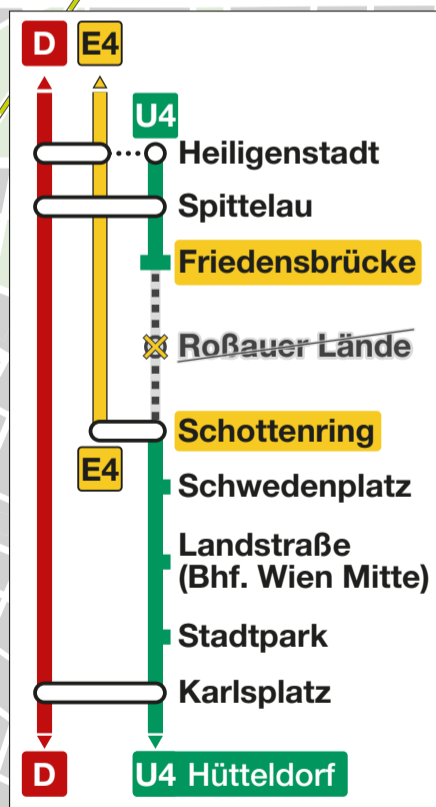 D E4
U4
Heiligenstadt
Spittelau
Friedensbrücke
Roßauer Lände
Schottenring
E4
Schwedenplatz
Landstraße
(Bhf. Wien Mitte)
Stadtpark
Karlsplatz
D U4 Hütteldorf